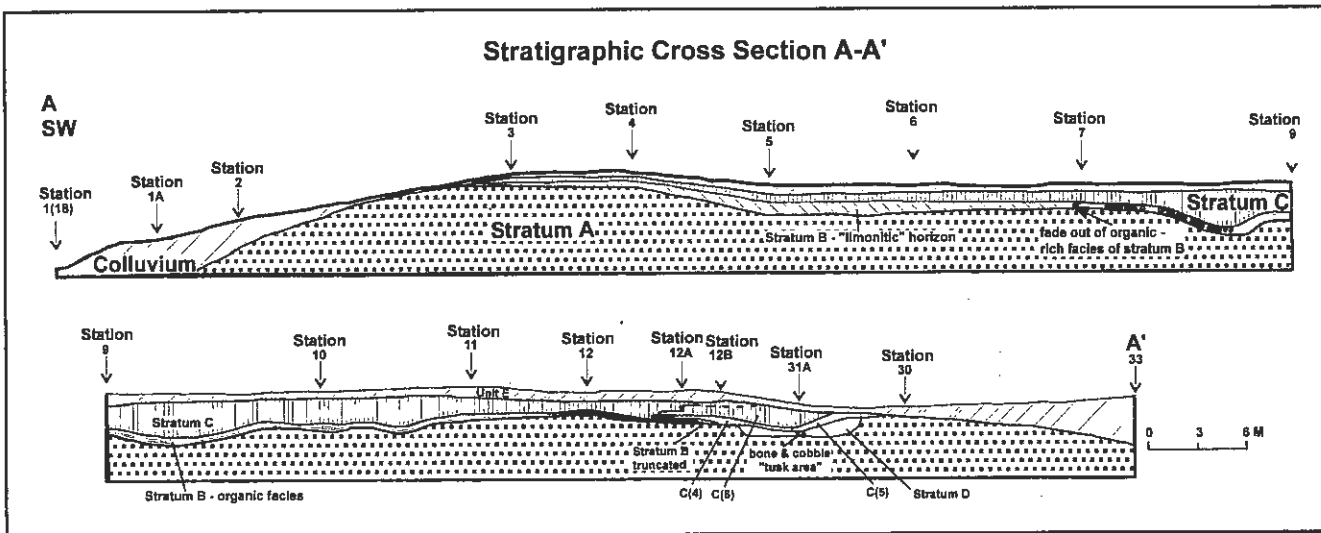 Stratigraphic Cross Section A-A'
A
SW
Station
1(18)
Station
1A
Station
2
Station
3
Station
4
Station
5
Station
6
Station
7
Station
9
Colluvium
Stratum A
Stratum B - "limonitic" horizon
fade out of organic -
rich facies of stratum B
Stratum C
Station
9
Station
10
Station
11
Station
12
Station
12A
Station
12B
Station
31A
Station
30
A'
33
Unit E
Stratum C
Stratum B - organic facies
Stratum B
truncated
bone & cobble
"tusk area"
C(4)
C(6)
C(5)
Stratum D
0 3 6 M